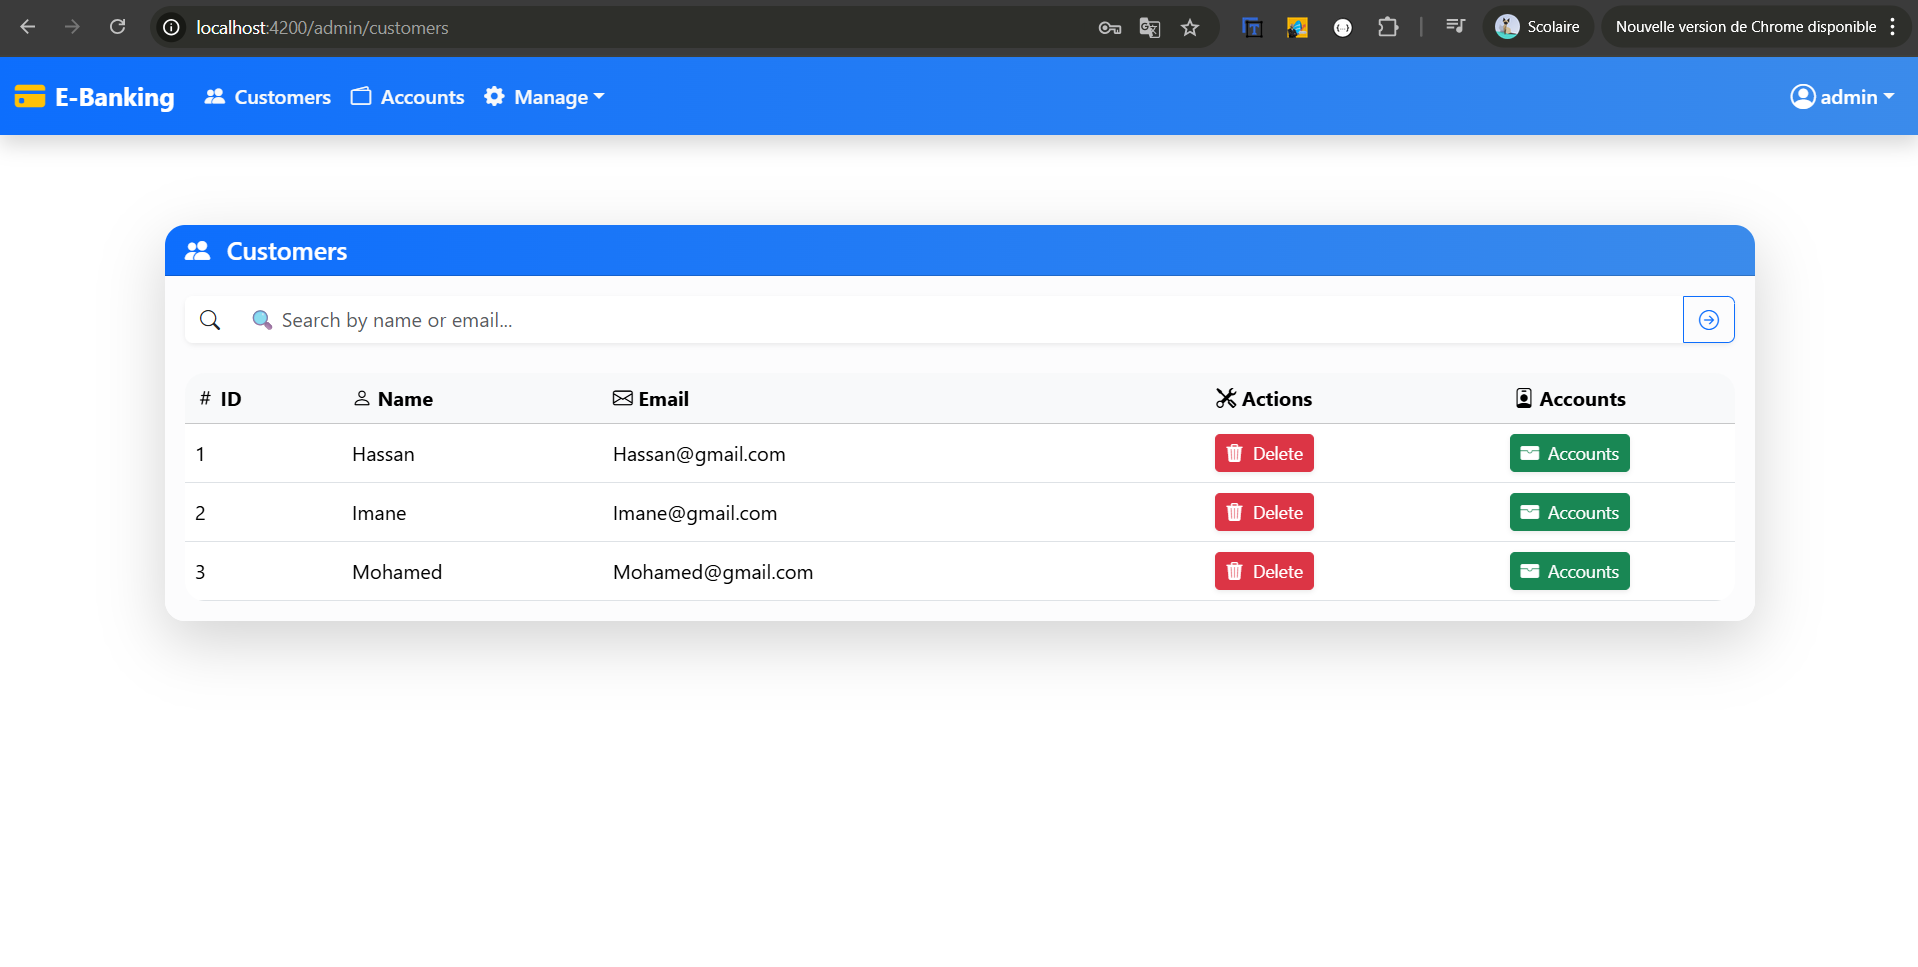 localhost:4200/admin/customers
Scolaire
Nouvelle version de Chrome disponible
E-Banking
Customers
Accounts
Manage
admin
Customers
Search by name or email...
# ID Name Email Actions Accounts
1 Hassan Hassan@gmail.com Delete Accounts
2 Imane Imane@gmail.com Delete Accounts
3 Mohamed Mohamed@gmail.com Delete Accounts